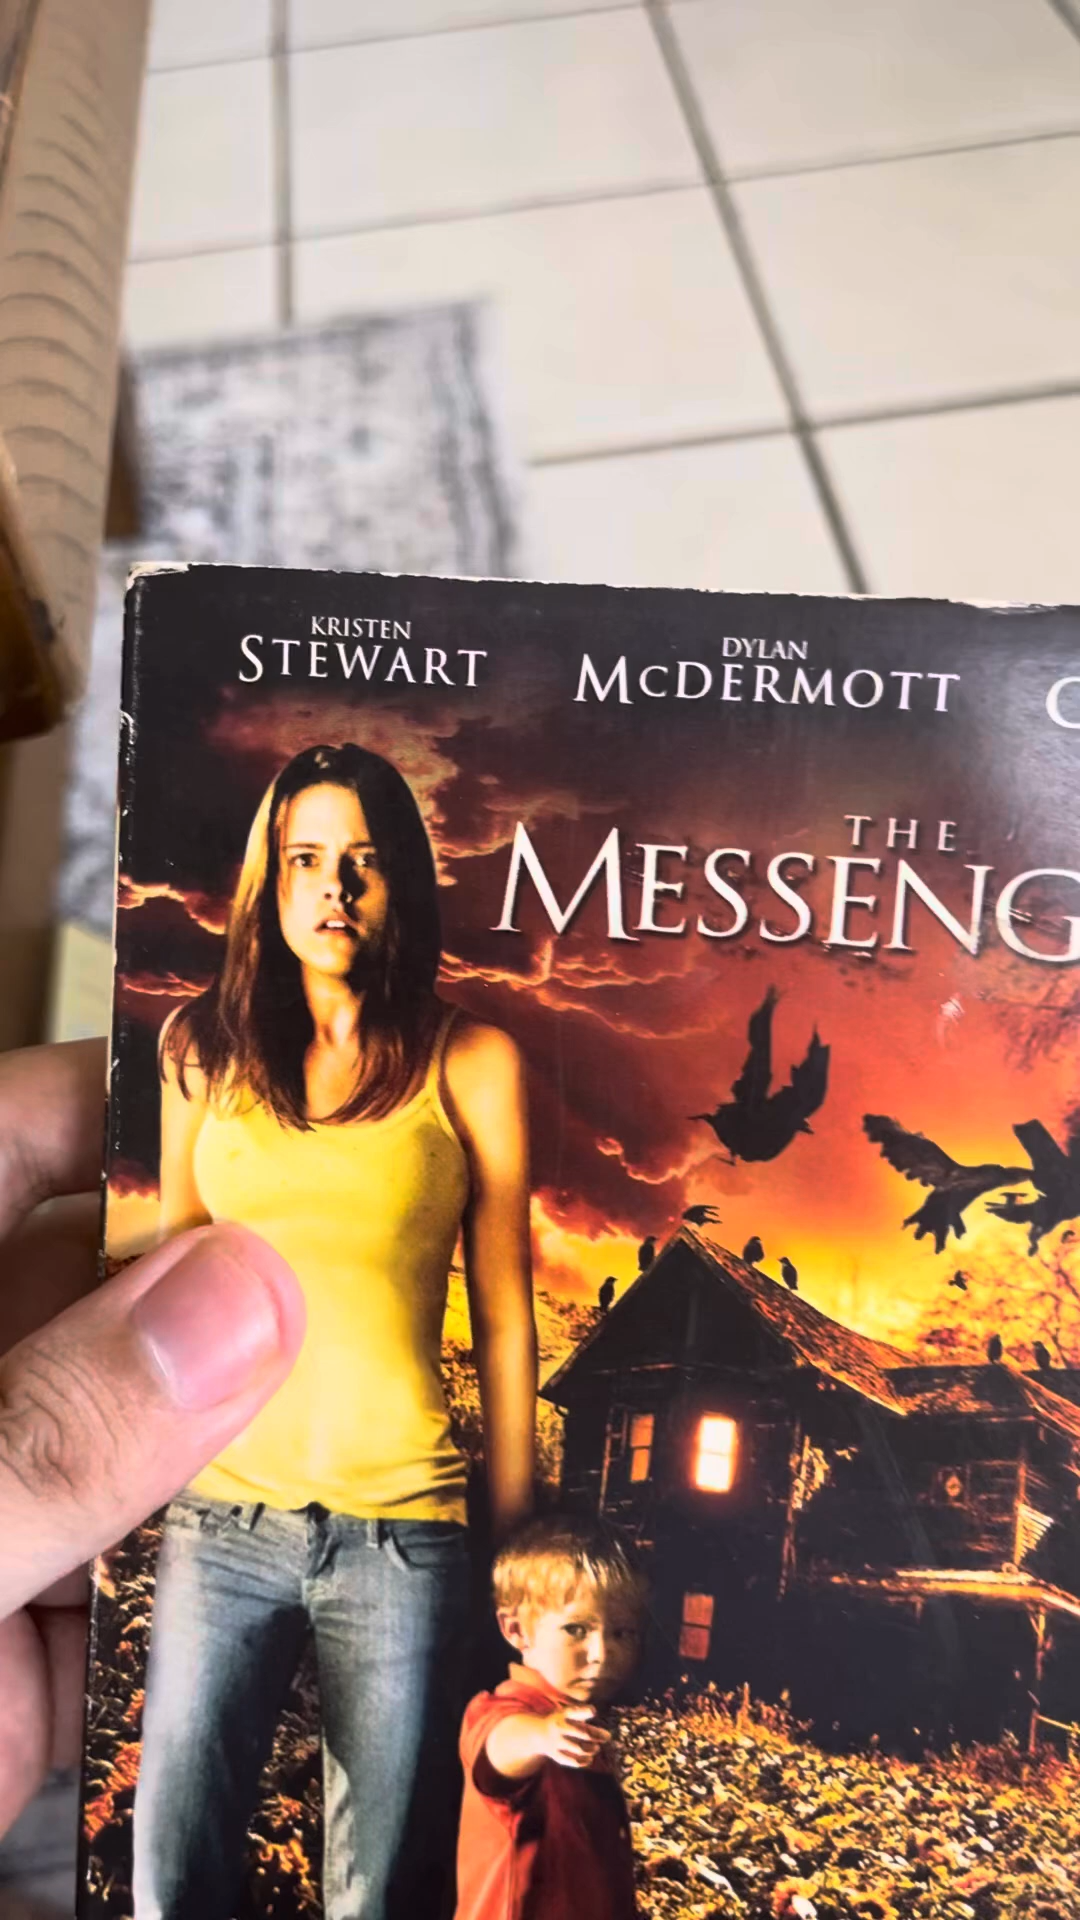 KRISTEN
STEWART
DYLAN
McDERMOTT
THE
MESSENG